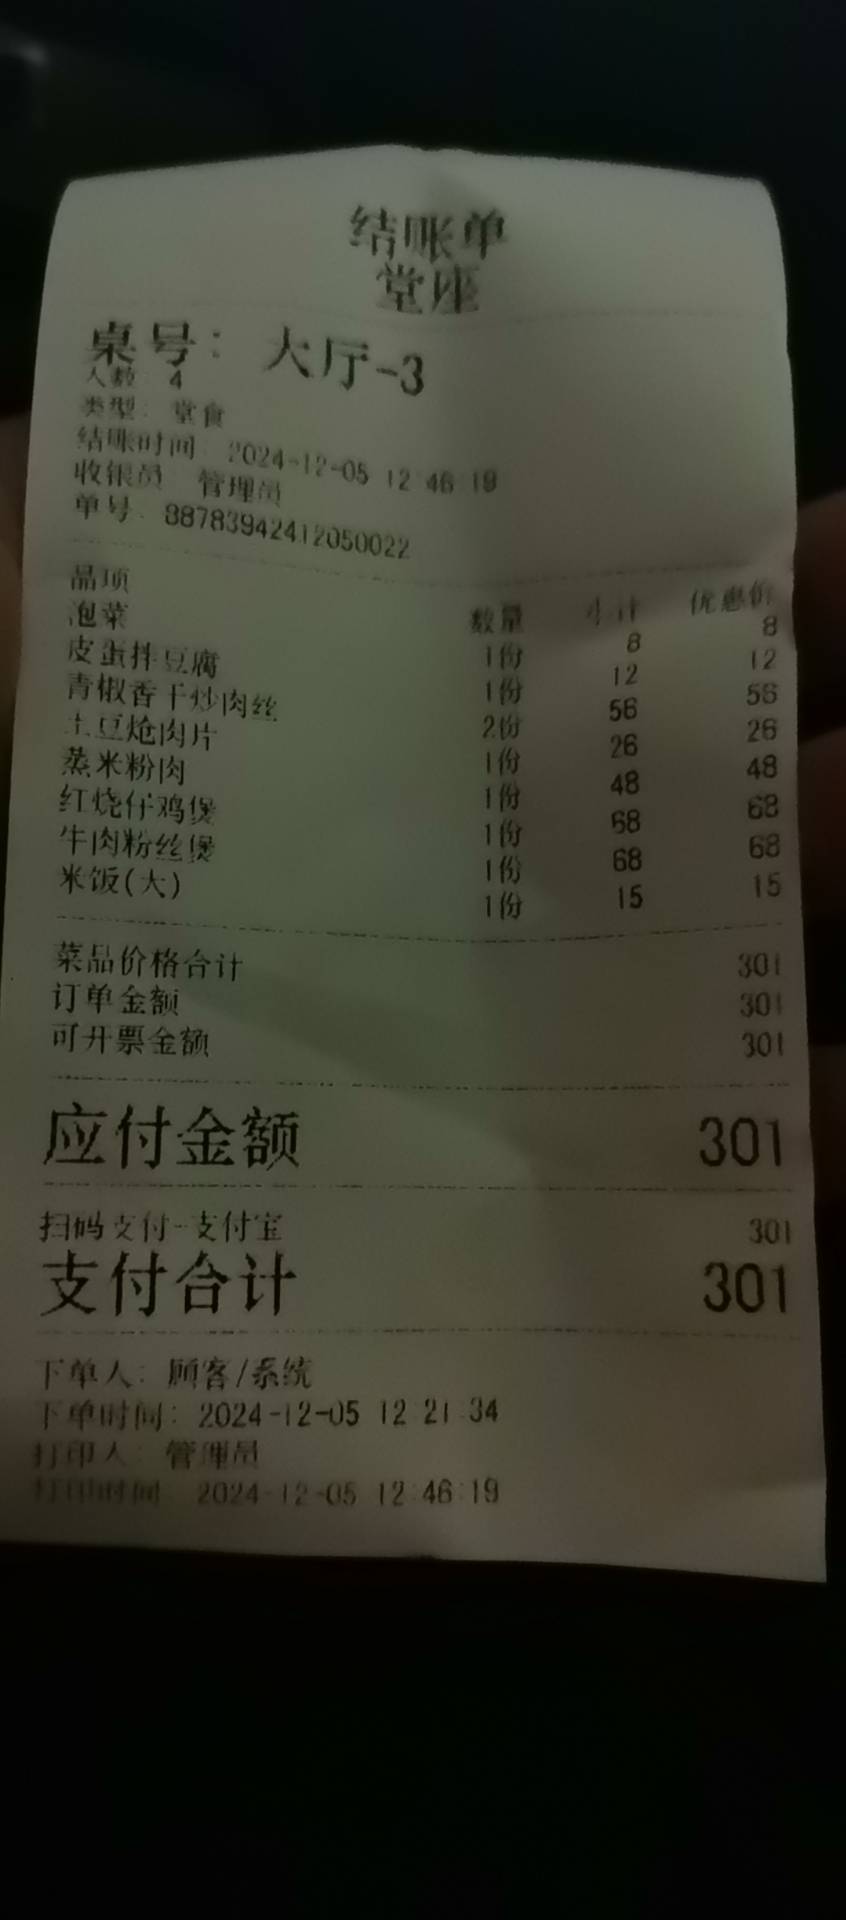 结账单
堂座
桌号：大厅-3
人数：4
类型：堂食
结账时间：2024-12-05 12:46:19
收银员：管理员
单号：88783942412050022
品项 数量 小计 优惠价
泡菜 1份 8 8
皮蛋拌豆腐 1份 12 12
青椒香干炒肉丝 2份 56 56
土豆炝肉片 1份 26 26
蒸米粉肉 1份 48 48
红烧仔鸡煲 1份 68 68
牛肉粉丝煲 1份 68 68
米饭(大) 1份 15 15
菜品价格合计 301
订单金额 301
可开票金额 301
应付金额 301
扫码支付-支付宝 301
支付合计 301
下单人：顾客/系统
下单时间：2024-12-05 12:21:34
打印人：管理员
打印时间：2024-12-05 12:46:19